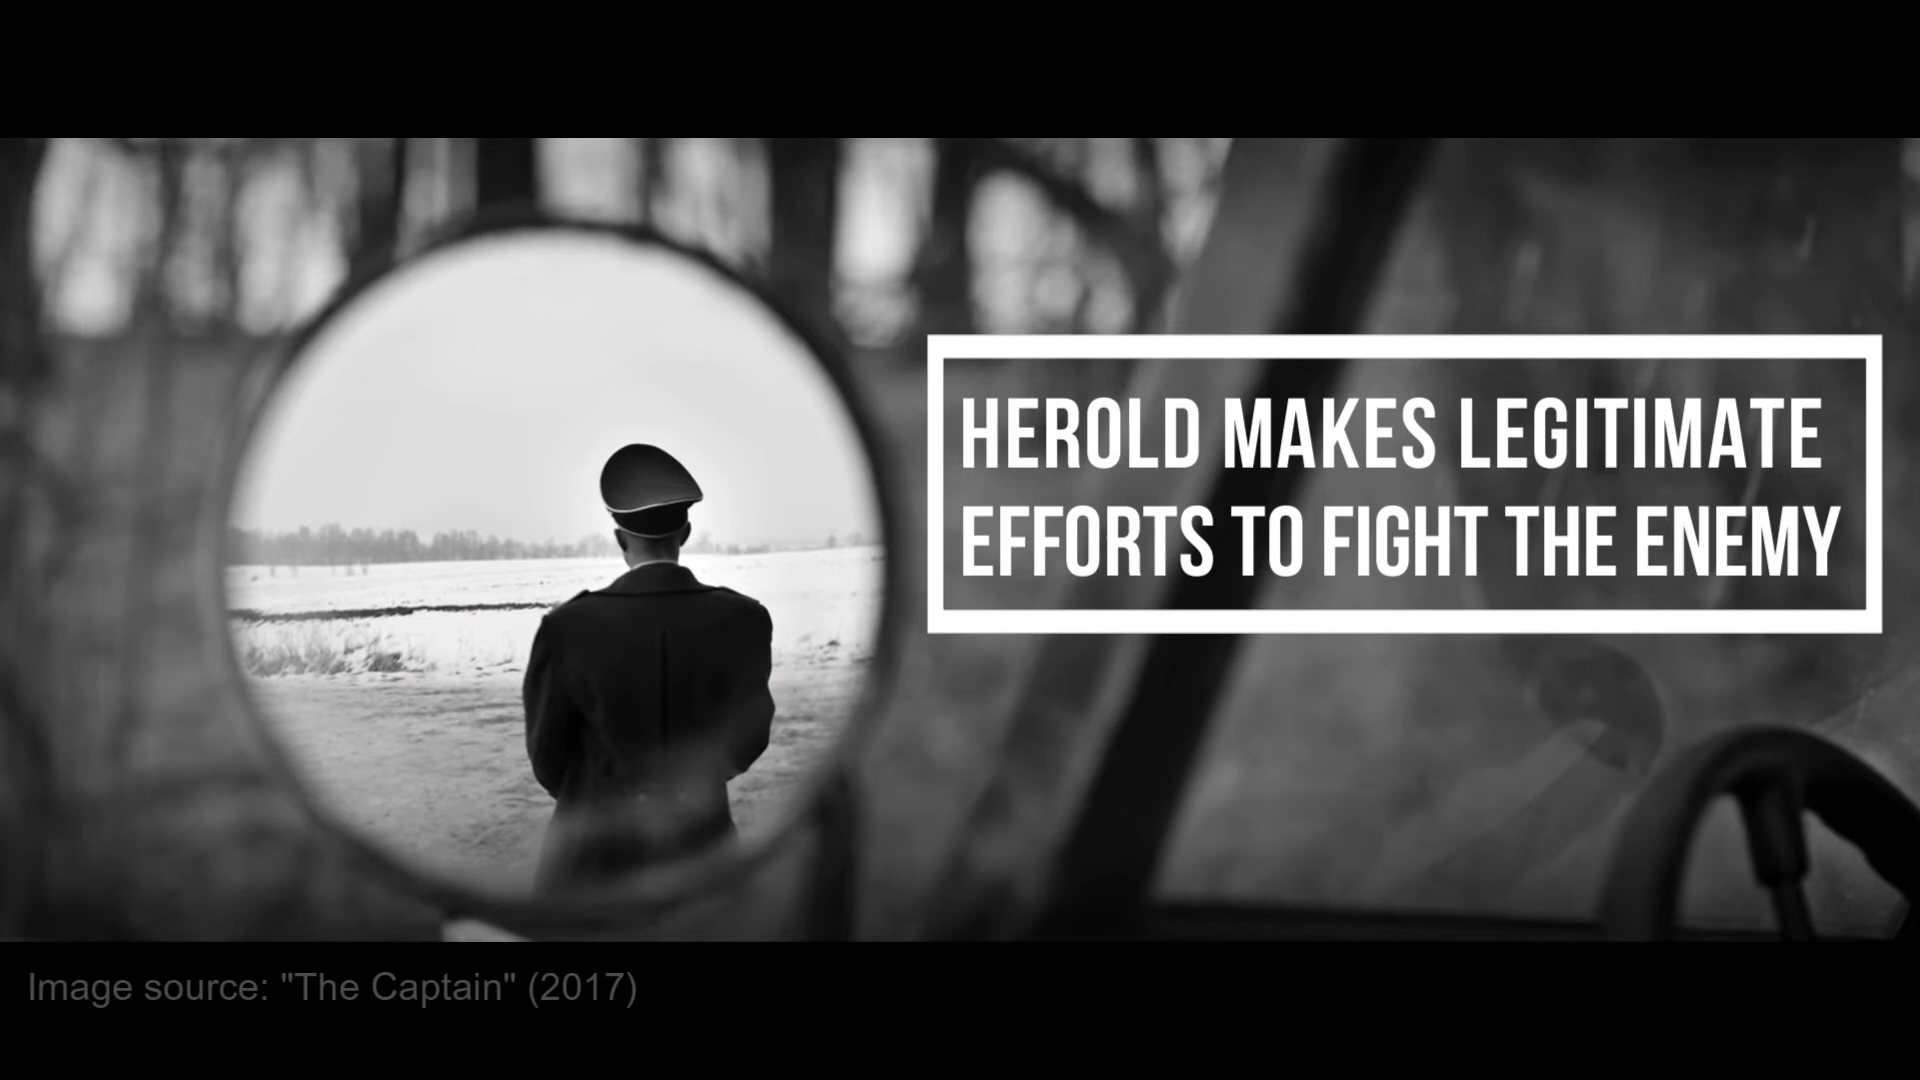 HEROLD MAKES LEGITIMATE
EFFORTS TO FIGHT THE ENEMY
Image source: "The Captain" (2017)